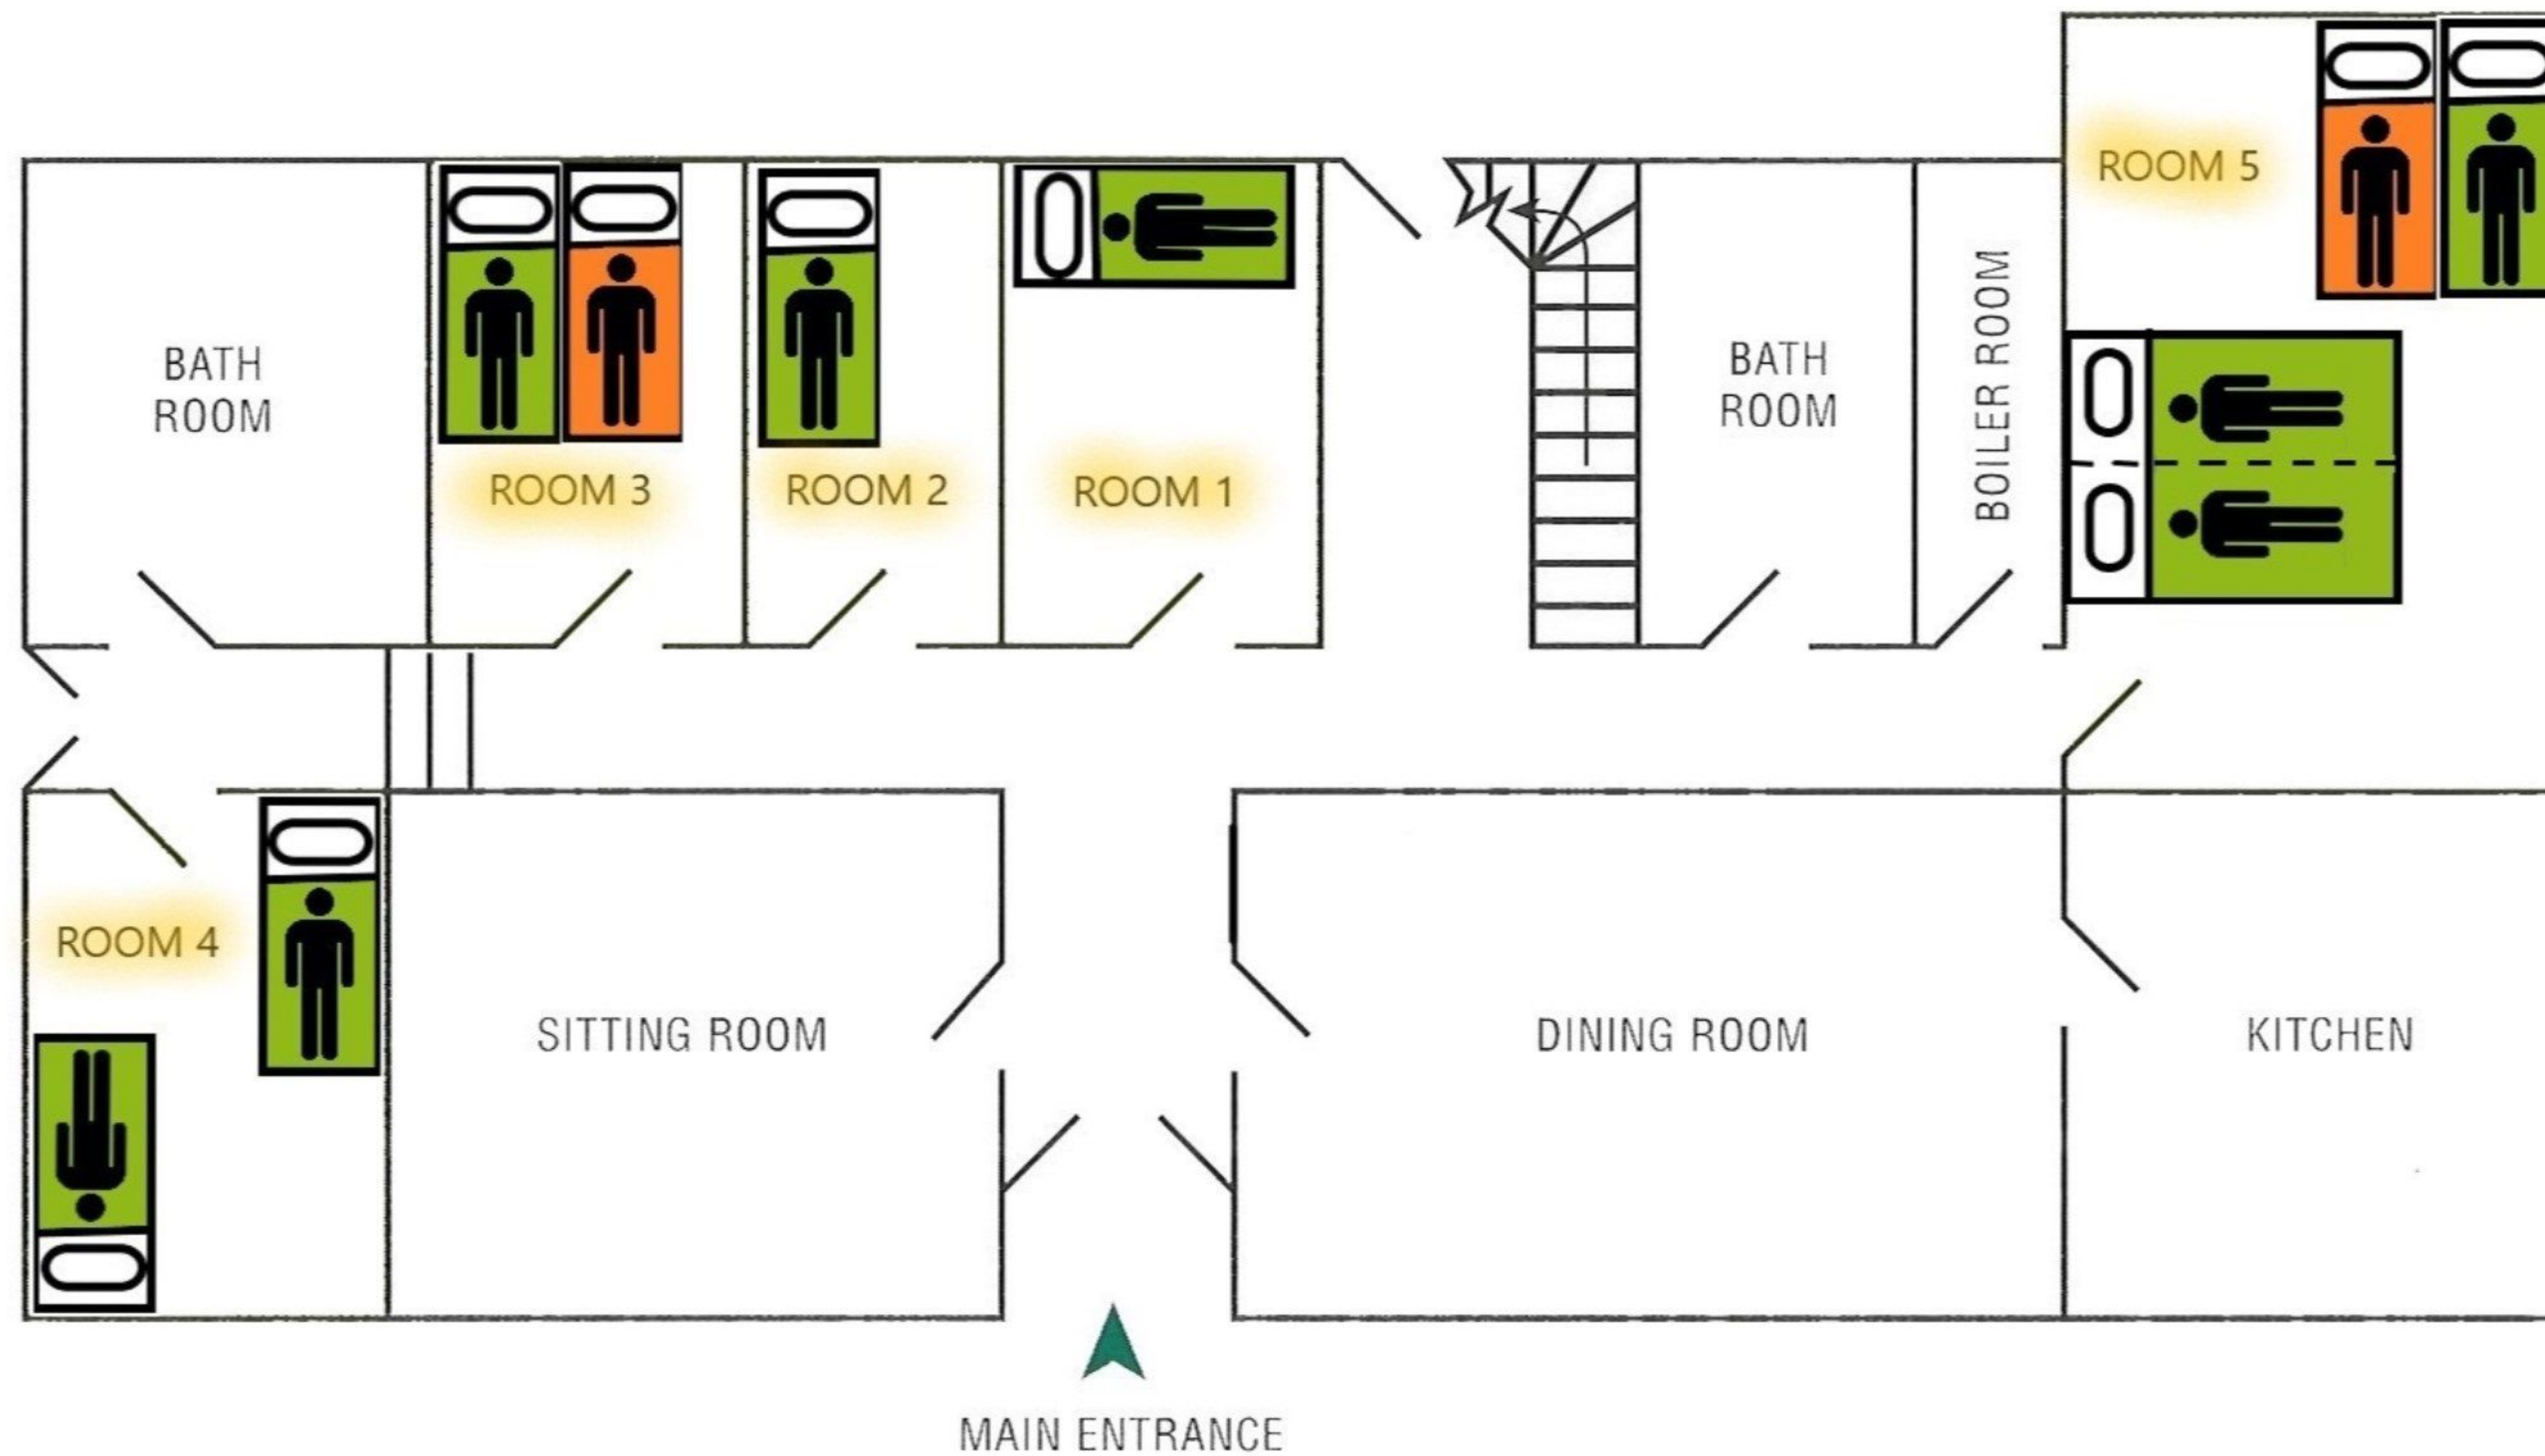 ROOM 5
BATH
ROOM
ROOM 3
ROOM 2
ROOM 1
BATH
ROOM
BOILER ROOM
ROOM 4
SITTING ROOM
DINING ROOM
KITCHEN
MAIN ENTRANCE